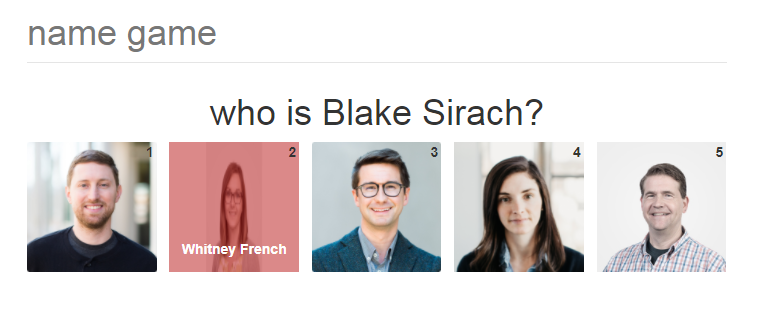 name game
who is Blake Sirach?
1 2 3 4 5
Whitney French